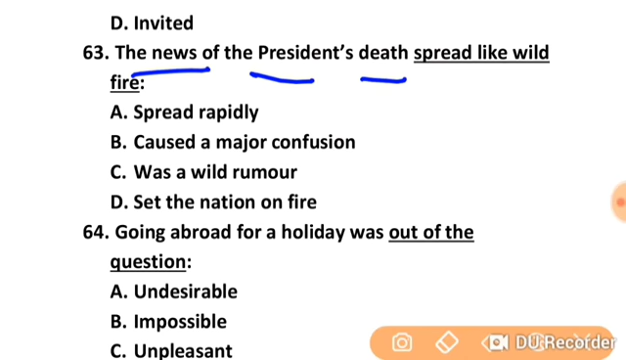 D. Invited
63. The news of the President's death spread like wild
fire:
A. Spread rapidly
B. Caused a major confusion
C. Was a wild rumour
D. Set the nation on fire
64. Going abroad for a holiday was out of the
question:
A. Undesirable
B. Impossible
C. Unpleasant
DU Recorder